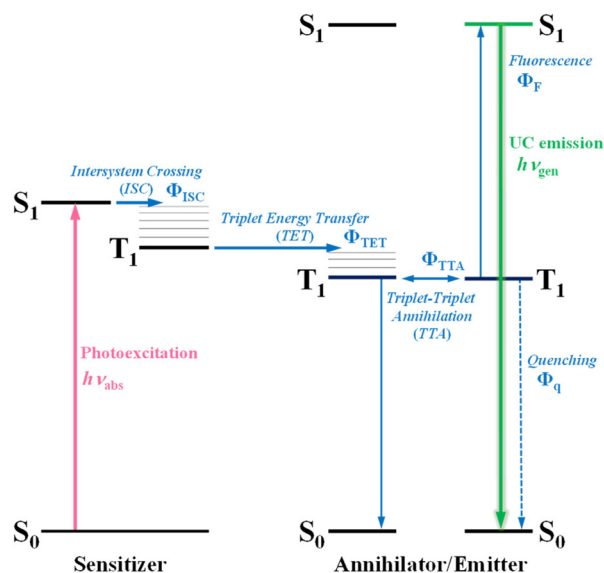 S1
S1
Fluorescence
ΦF
UC emission
hνgen
Intersystem Crossing
(ISC)
ΦISC
S1
Triplet Energy Transfer
(TET)
ΦTET
T1
ΦTTA
T1
T1
Triplet-Triplet
Annihilation
(TTA)
Photoexcitation
hνabs
Quenching
Φq
S0
S0
S0
Sensitizer
Annihilator/Emitter